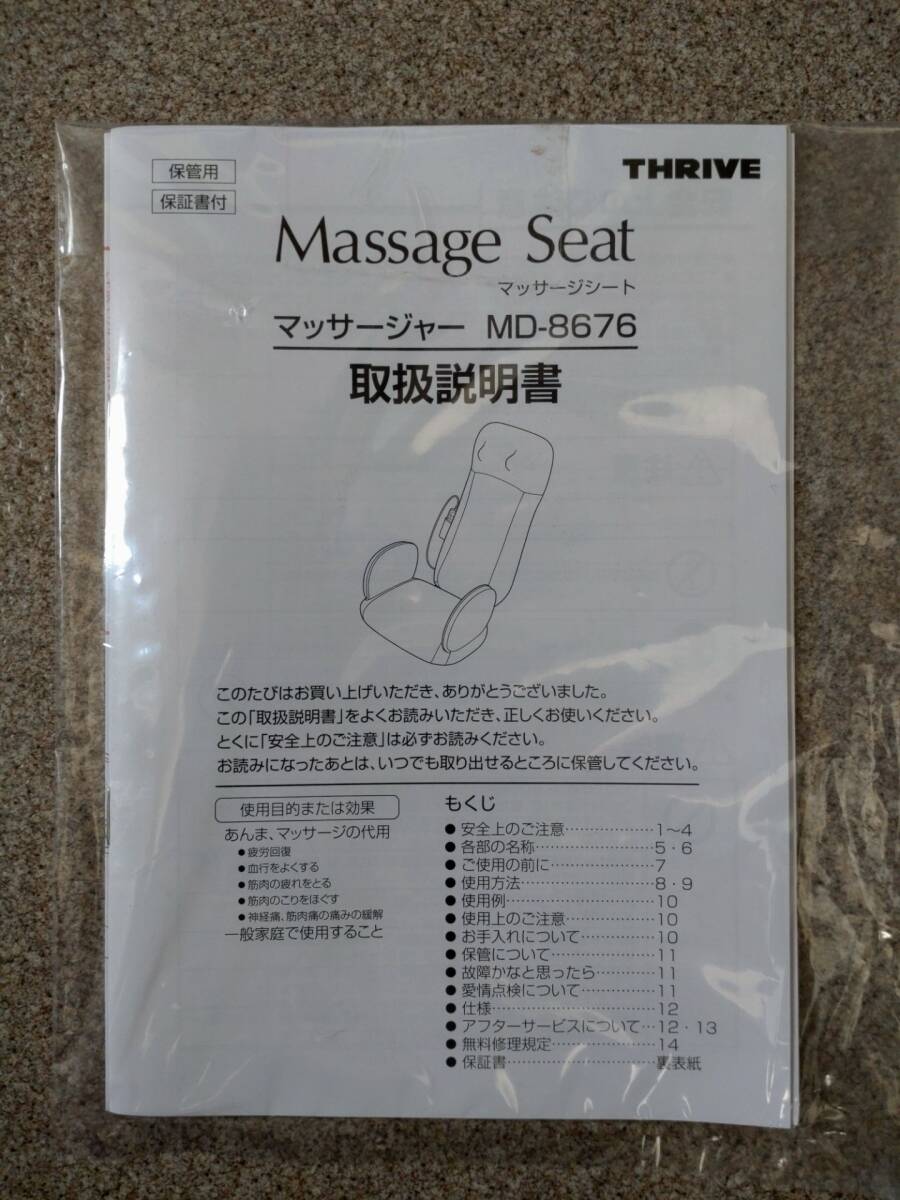 保管用
保証書付
THRIVE
Massage Seat
マッサージシート
マッサージャー MD-8676
取扱説明書
このたびはお買い上げいただき、ありがとうございました。
この「取扱説明書」をよくお読みいただき、正しくお使いください。
とくに「安全上のご注意」は必ずお読みください。
お読みになったあとは、いつでも取り出せるところに保管してください。
使用目的または効果
あんま、マッサージの代用
●疲労回復
●血行をよくする
●筋肉の疲れをとる
●筋肉のこりをほぐす
●神経痛、筋肉痛の痛みの緩解
一般家庭で使用すること
もくじ
●安全上のご注意………………1～4
●各部の名称……………………5・6
●ご使用の前に…………………7
●使用方法………………………8・9
●使用例…………………………10
●使用上のご注意………………10
●お手入れについて……………10
●保管について…………………11
●故障かなと思ったら…………11
●愛情点検について……………11
●仕様……………………………12
●アフターサービスについて…12・13
●無料修理規定…………………14
●保証書…………………………裏表紙